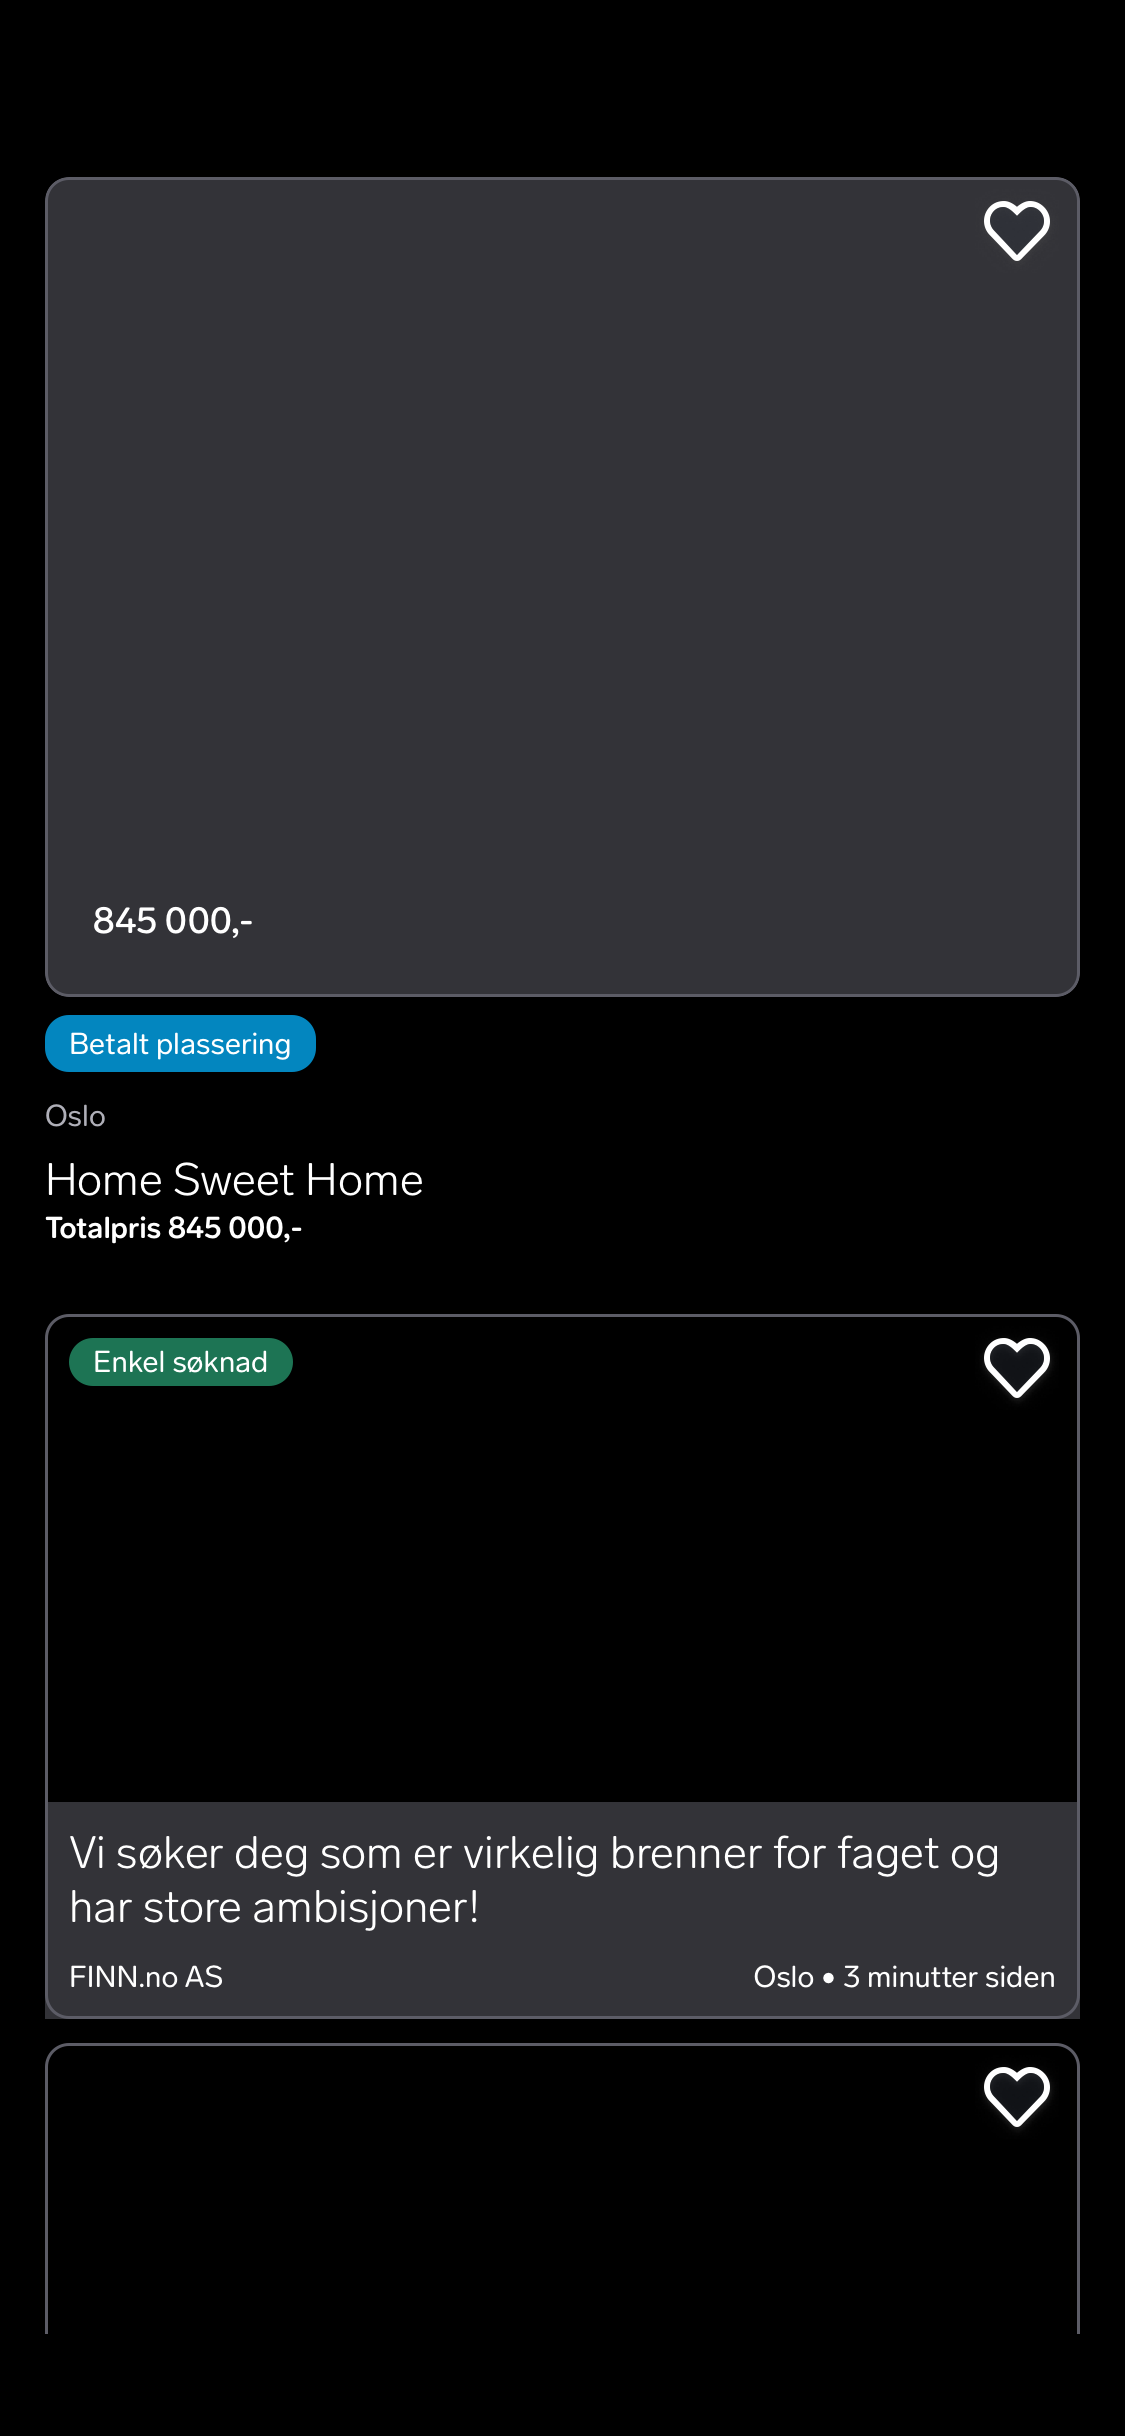 845 000,-
Betalt plassering
Oslo
Home Sweet Home
Totalpris 845 000,-
Enkel søknad
Vi søker deg som er virkelig brenner for faget og
har store ambisjoner!
FINN.no AS
Oslo • 3 minutter siden